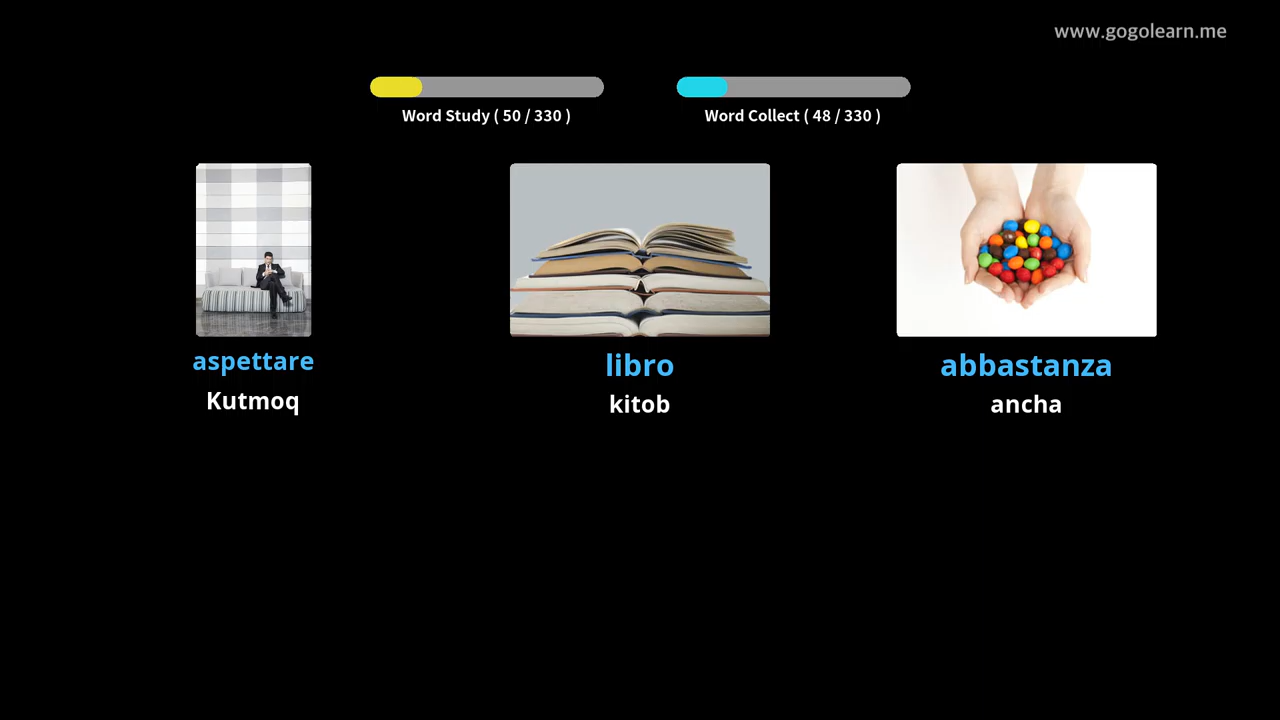 www.gogolearn.me
Word Study ( 50 / 330 )
Word Collect ( 48 / 330 )
aspettare
Kutmoq
libro
kitob
abbastanza
ancha